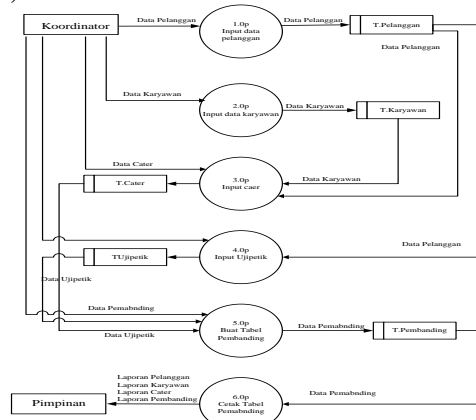 )
Koordinator
Data Pelanggan
1.0p
Input data
pelanggan
Data Pelanggan
T.Pelanggan
Data Pelanggan
Data Karyawan
2.0p
Input data karyawan
Data Karyawan
T.Karyawan
Data Cater
3.0p
Input caer
T.Cater
Data Karyawan
4.0p
Input Ujipetik
TUjipetik
Data Pelanggan
Data Ujipetik
Data Pemabnding
5.0p
Buat Tabel
Pembanding
Data Pemabnding
T.Pembanding
Data Ujipetik
Laporan Pelanggan
Laporan Karyawan
Laporan Cater
Laporan Pembanding
Pimpinan
6.0p
Cetak Tabel
Pemabnding
Data Pemabnding